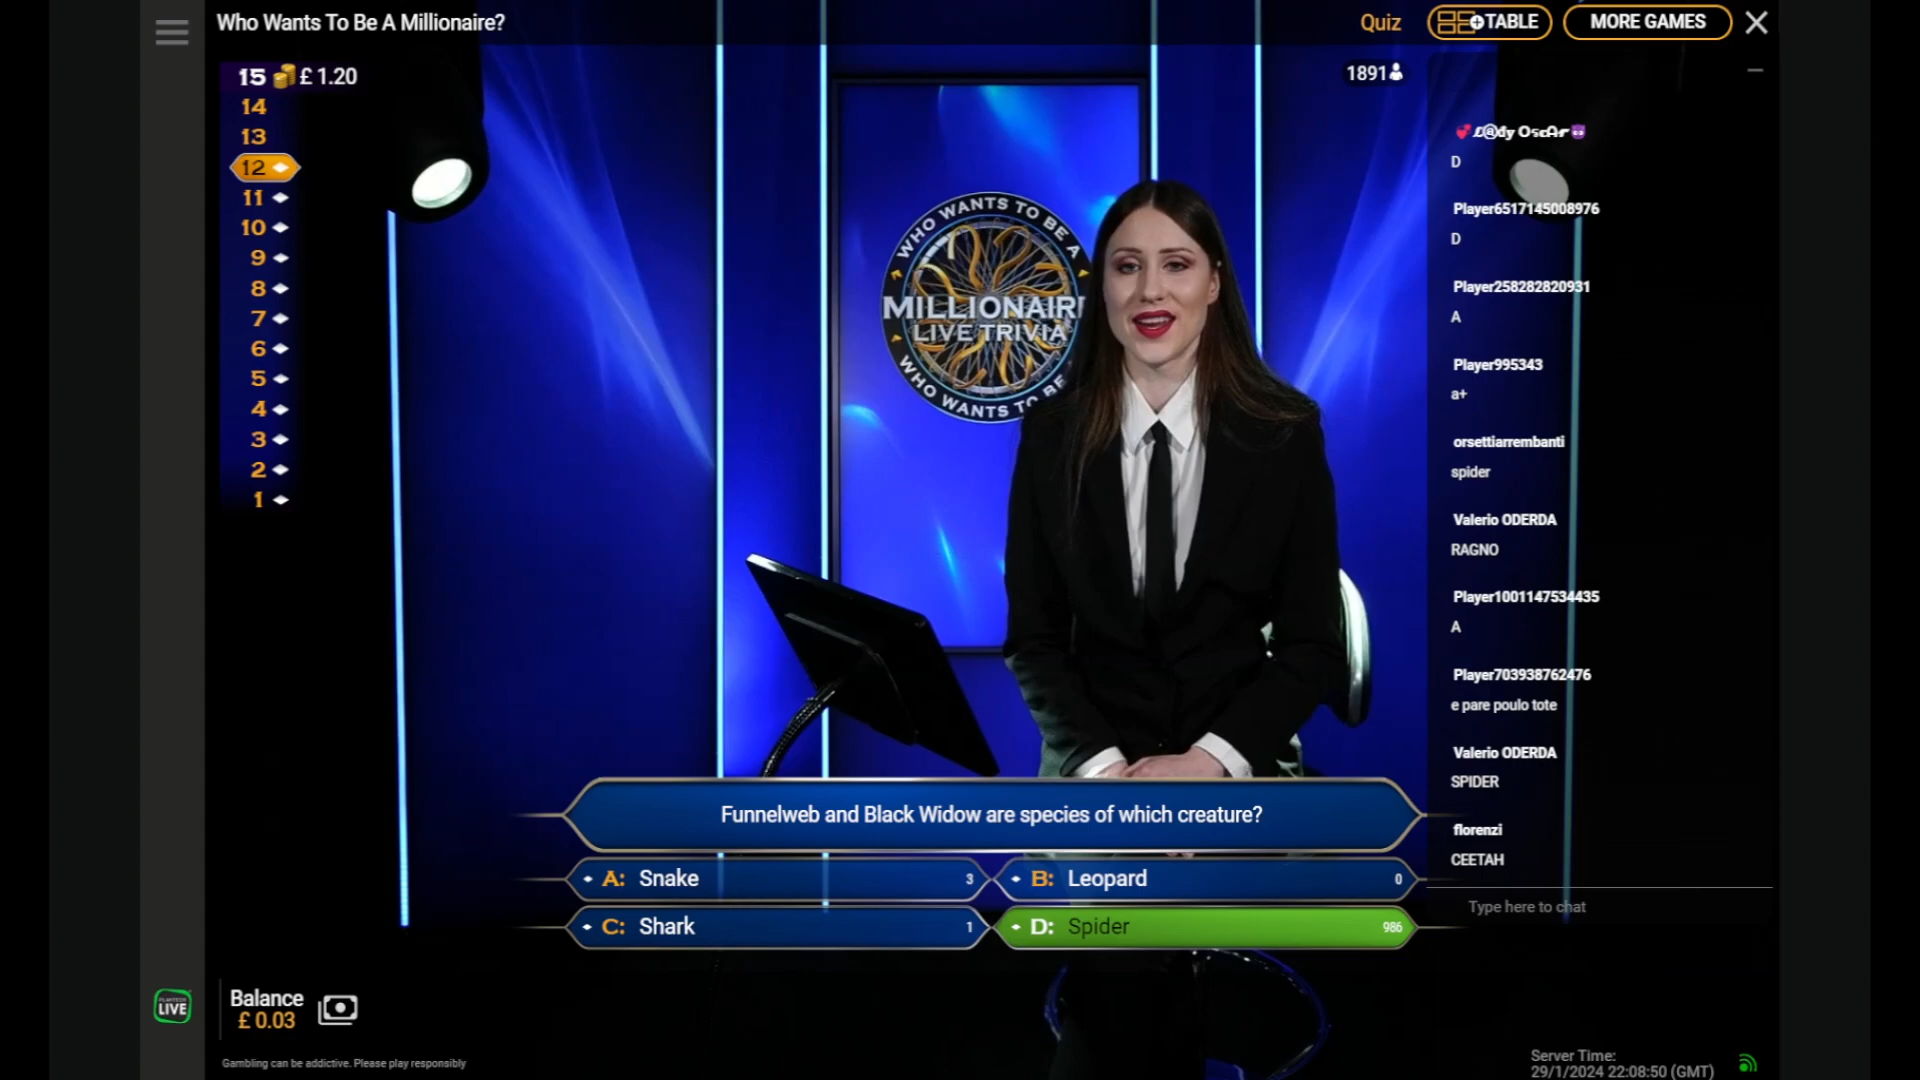 Who Wants To Be A Millionaire?
Quiz
TABLE
MORE GAMES
15 £ 1.20
1891
14
13
12
11
10
9
8
7
6
5
4
3
2
1
WHO WANTS TO BE A
MILLIONAIR
LIVE TRIVIA
WHO WANTS TO BE
💕 𝓛@dy OscAr 😈
D
Player6517145008976
D
Player258282820931
A
Player995343
a+
orsettiarrembanti
spider
Valerio ODERDA
RAGNO
Player1001147534435
A
Player703938762476
e pare poulo tote
Valerio ODERDA
SPIDER
florenzi
CEETAH
Type here to chat
Funnelweb and Black Widow are species of which creature?
A: Snake 3
B: Leopard 0
C: Shark 1
D: Spider 986
PLAYTECH
LIVE
Balance
£ 0.03
Gambling can be addictive. Please play responsibly
Server Time:
29/1/2024 22:08:50 (GMT)